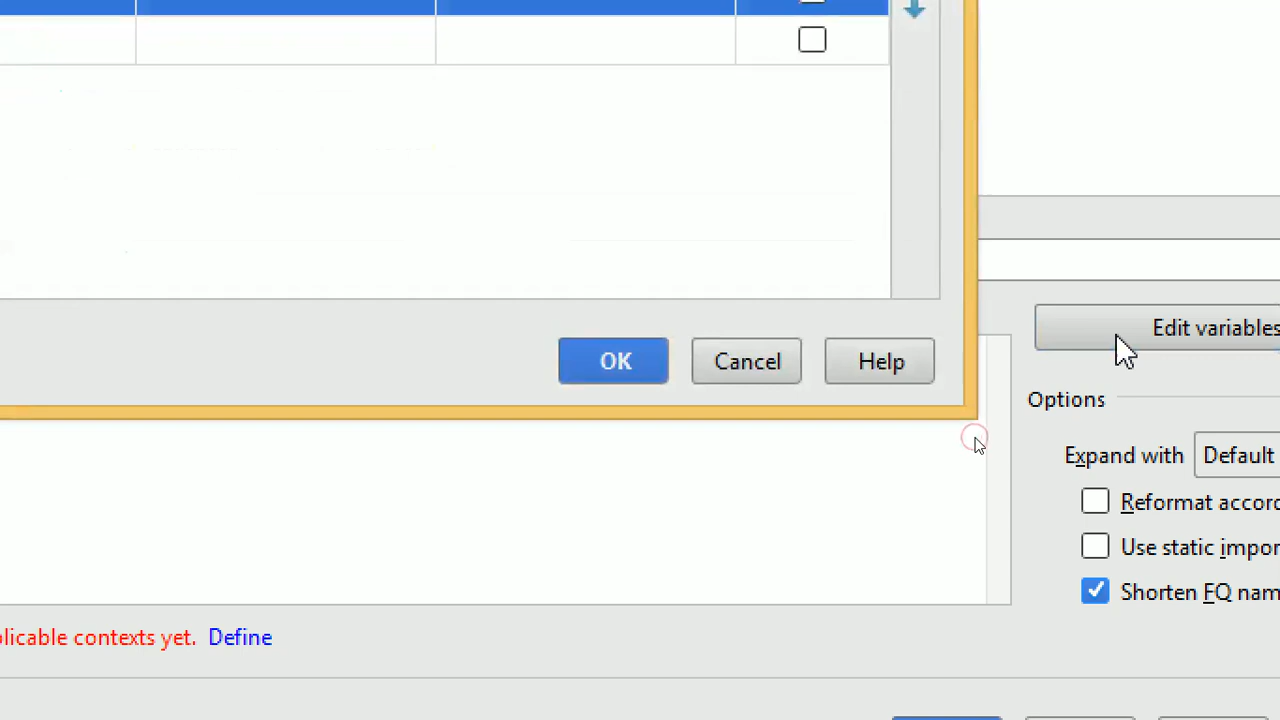 Edit variables
OK Cancel Help
Options
Expand with Default
Reformat accord
Use static impor
Shorten FQ nam
plicable contexts yet. Define